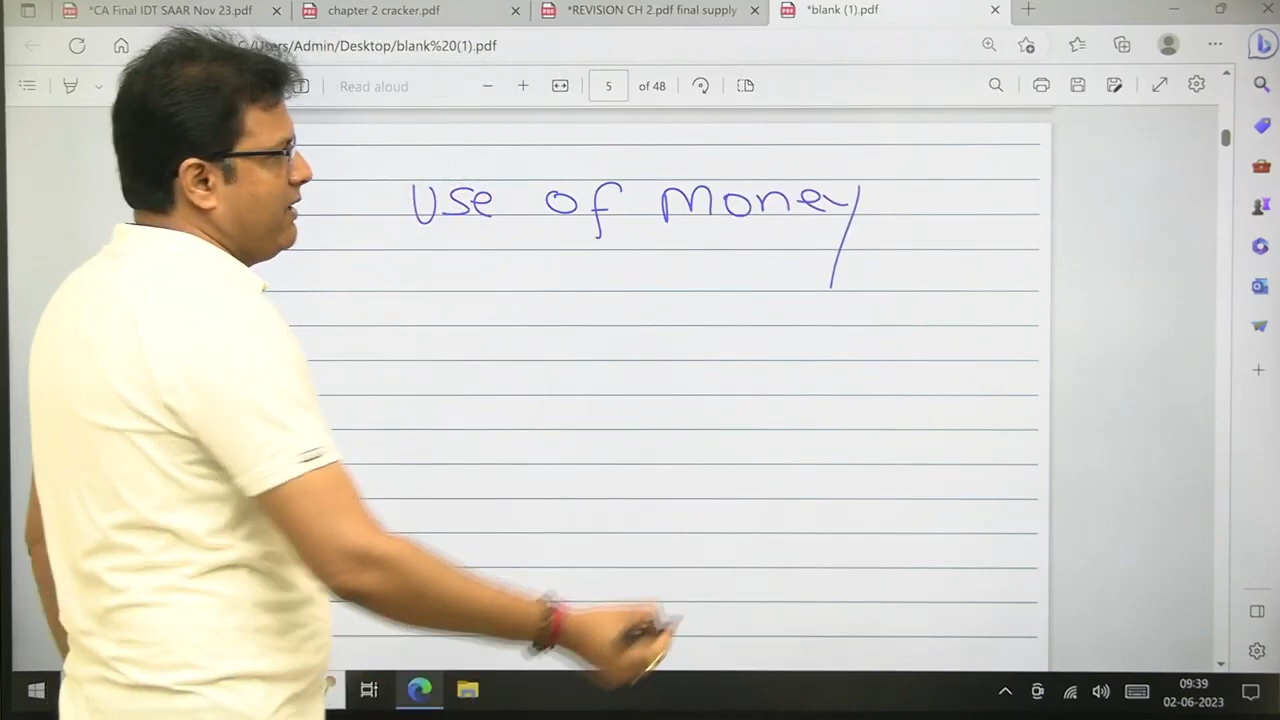 *CA Final IDT SAAR Nov 23.pdf
chapter 2 cracker.pdf
*REVISION CH 2.pdf final supply
*blank (1).pdf
/Users/Admin/Desktop/blank%20(1).pdf
Read aloud
5 of 48
Use of Money
09:39
02-06-2023